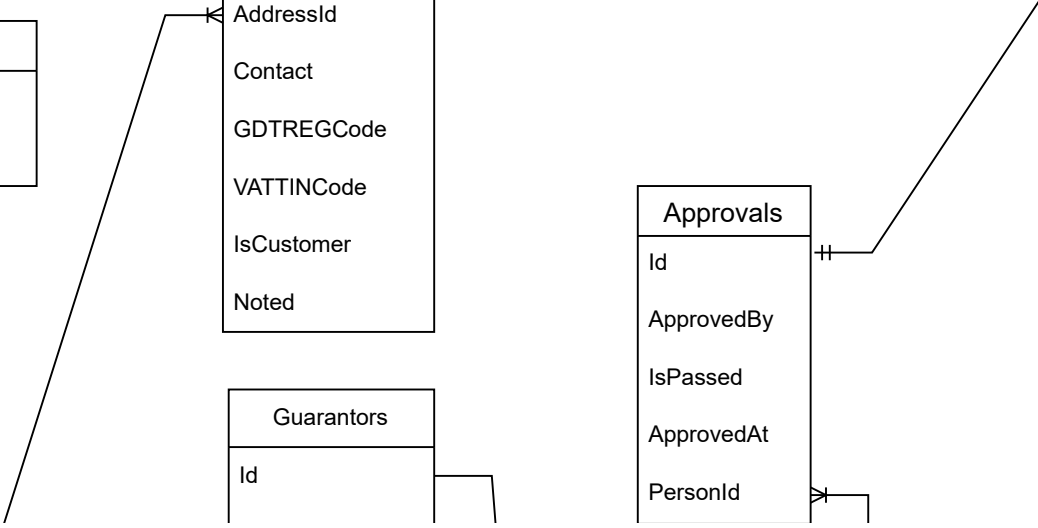 AddressId
Contact
GDTREGCode
VATTINCode
IsCustomer
Noted
Guarantors
Id
Approvals
Id
ApprovedBy
IsPassed
ApprovedAt
PersonId